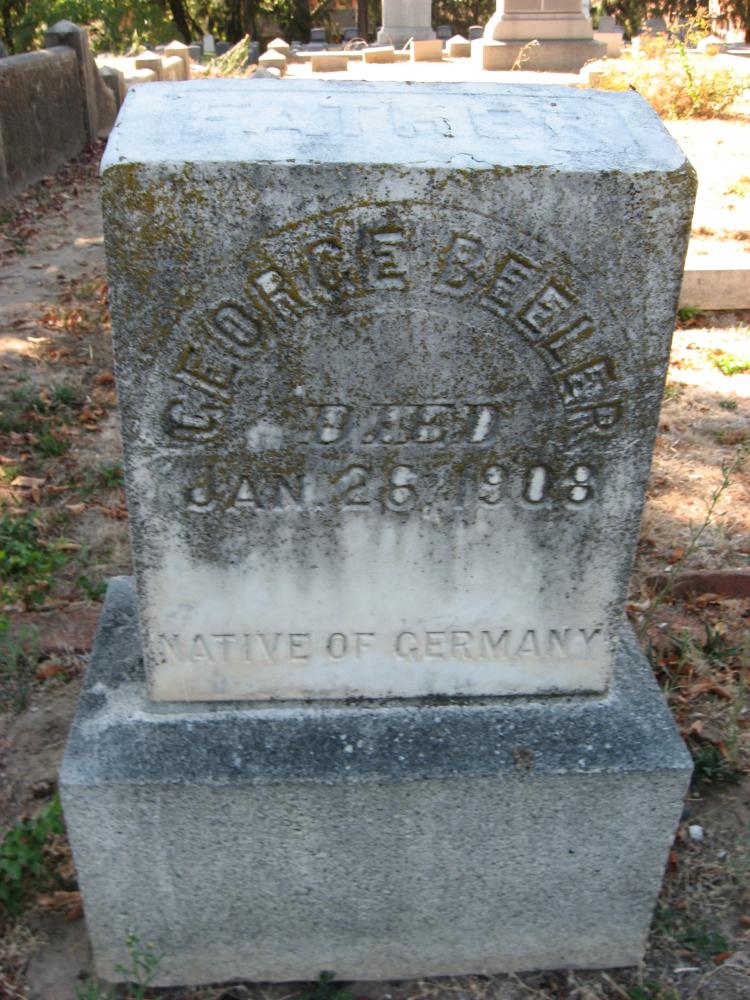 FATHER
GEORGE BEELER
DIED
JAN. 26, 1908
NATIVE OF GERMANY